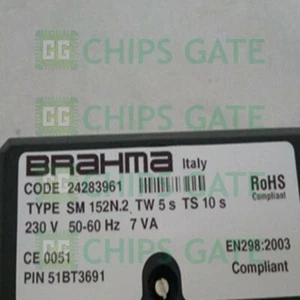 CHIPS GATE
CHIPS GATE
BRAHMA Italy
CODE 24283961
RoHS
Compliant
TYPE SM 152N.2 TW 5 s TS 10 s
230 V 50-60 Hz 7 VA
CE 0051
EN298:2003
PIN 51BT3691
Compliant